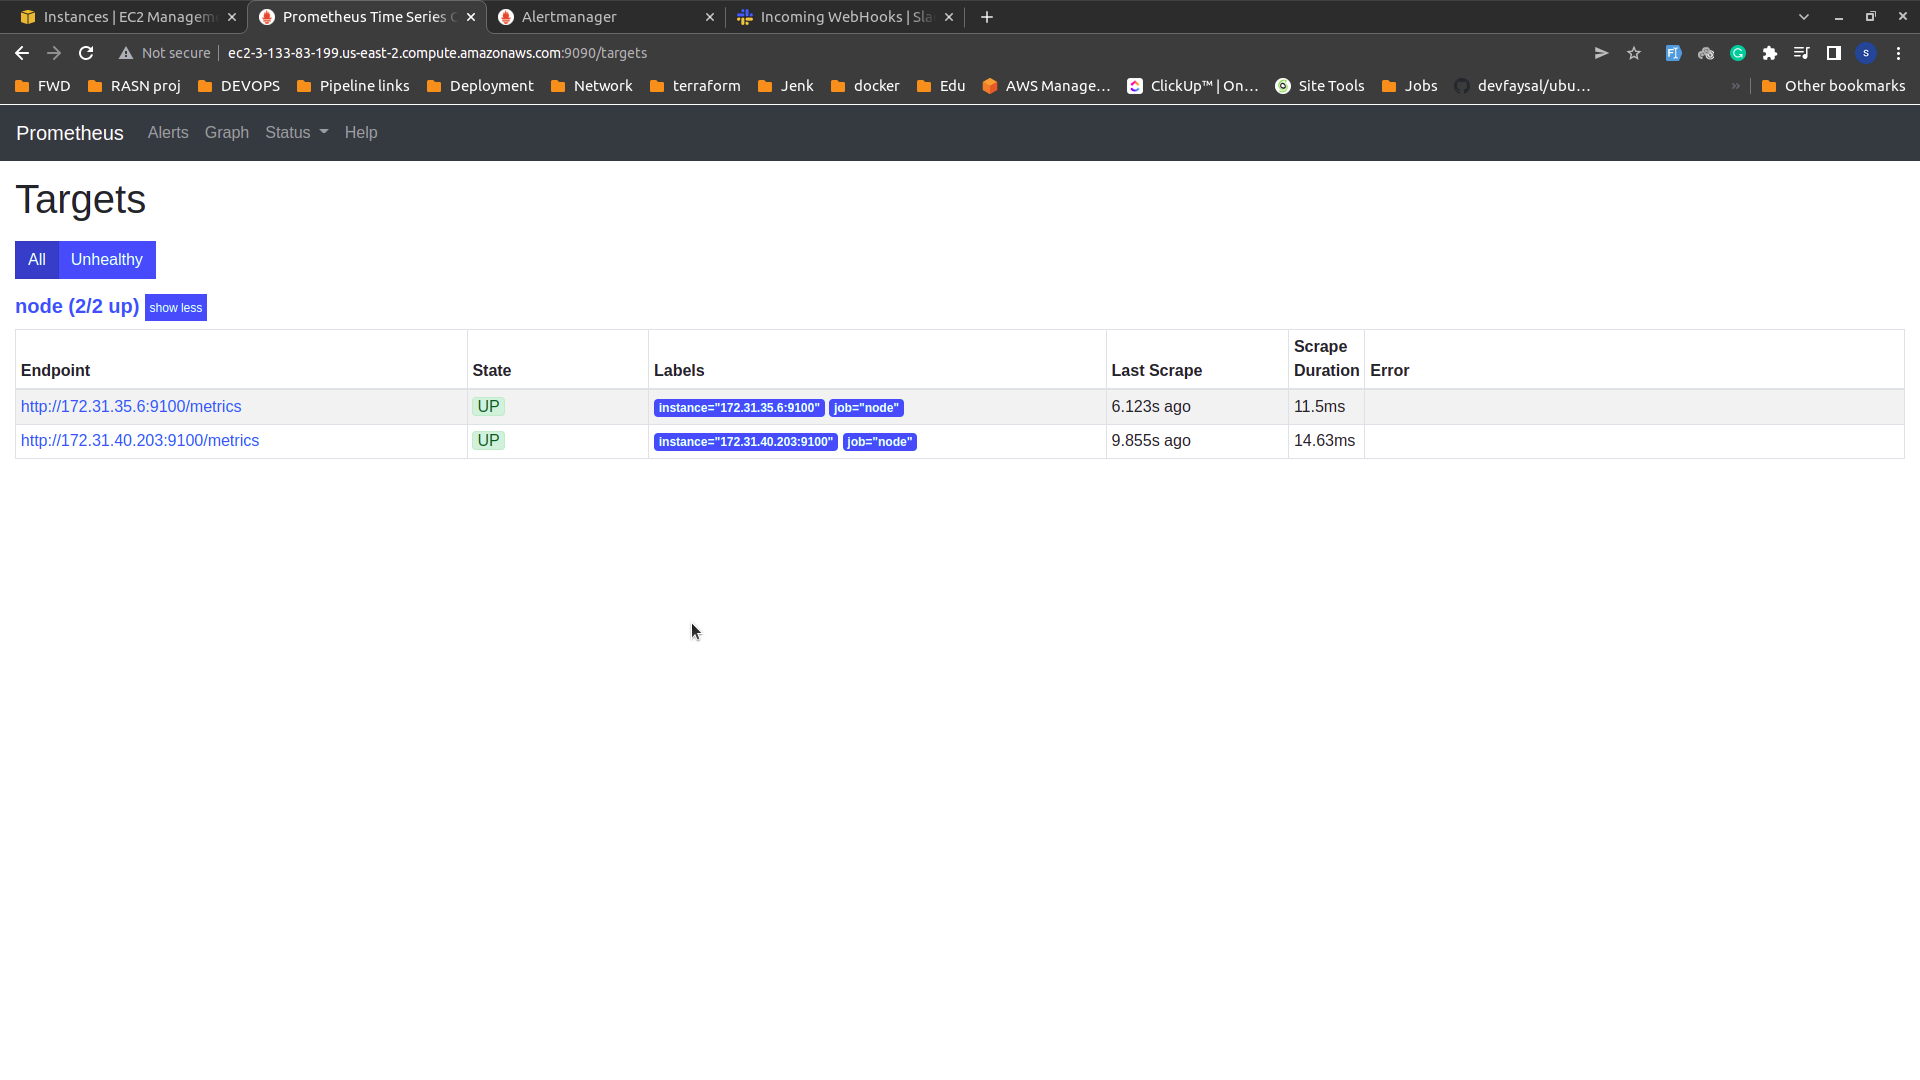 Instances | EC2 Managem
Prometheus Time Series C
Alertmanager
Incoming WebHooks | Sla
Not secure
ec2-3-133-83-199.us-east-2.compute.amazonaws.com:9090/targets
S
FWD
RASN proj
DEVOPS
Pipeline links
Deployment
Network
terraform
Jenk
docker
Edu
AWS Manage...
ClickUp™ | On...
Site Tools
Jobs
devfaysal/ubu...
»
Other bookmarks
Prometheus
Alerts
Graph
Status
Help
Targets
All
Unhealthy
node (2/2 up)
show less
Endpoint
State
Labels
Last Scrape
Scrape
Duration
Error
http://172.31.35.6:9100/metrics
UP
instance="172.31.35.6:9100"
job="node"
6.123s ago
11.5ms
http://172.31.40.203:9100/metrics
UP
instance="172.31.40.203:9100"
job="node"
9.855s ago
14.63ms